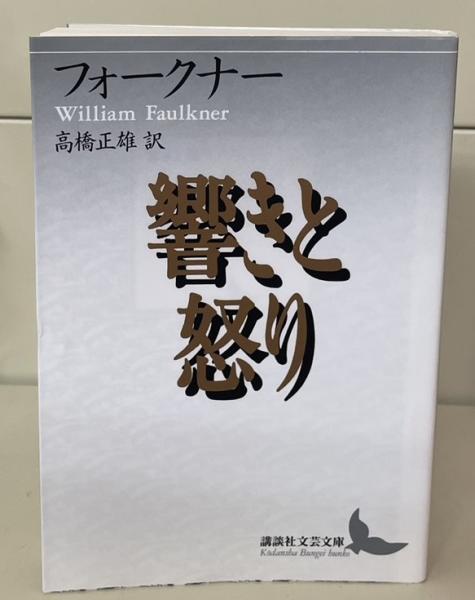 フォークナー
William Faulkner
高橋正雄 訳
響きと
怒り
講談社文芸文庫
Kōdansha Bungei bunko